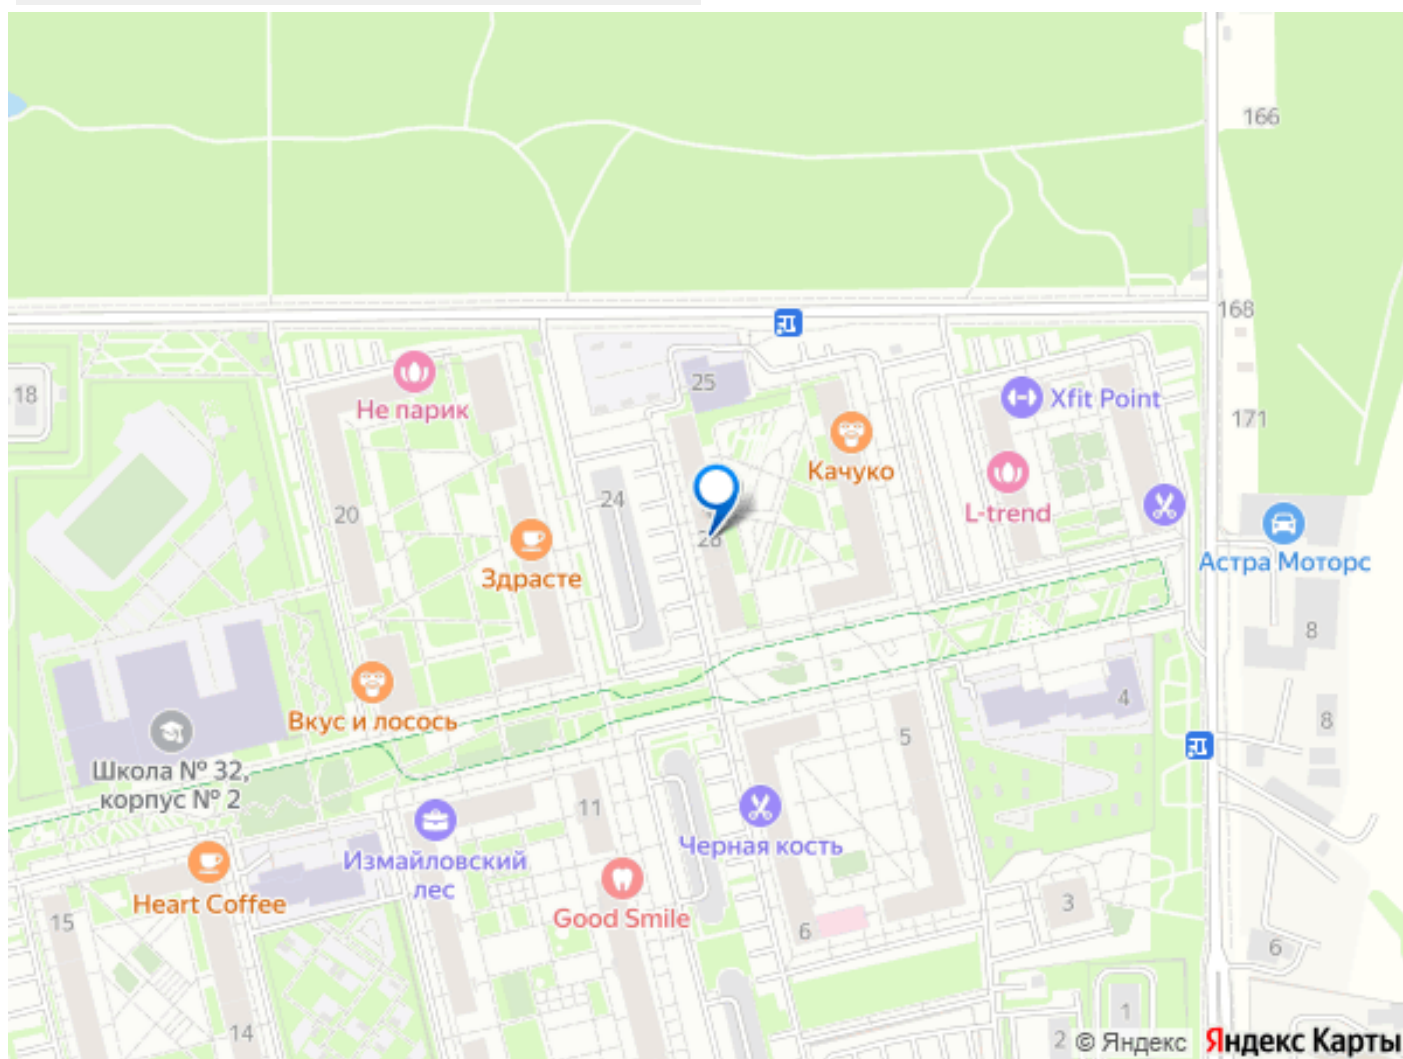 166
168
25
18
Не парик
Xfit Point
171
Качуко
24
L-trend
20
26
Здрасте
Астра Моторс
8
4
Вкус и лосось
8
5
Школа № 32,
корпус № 2
11
Черная кость
Измайловский
лес
Heart Coffee
3
Good Smile
15
6
6
1
14
2
© Яндекс
Яндекс Карты